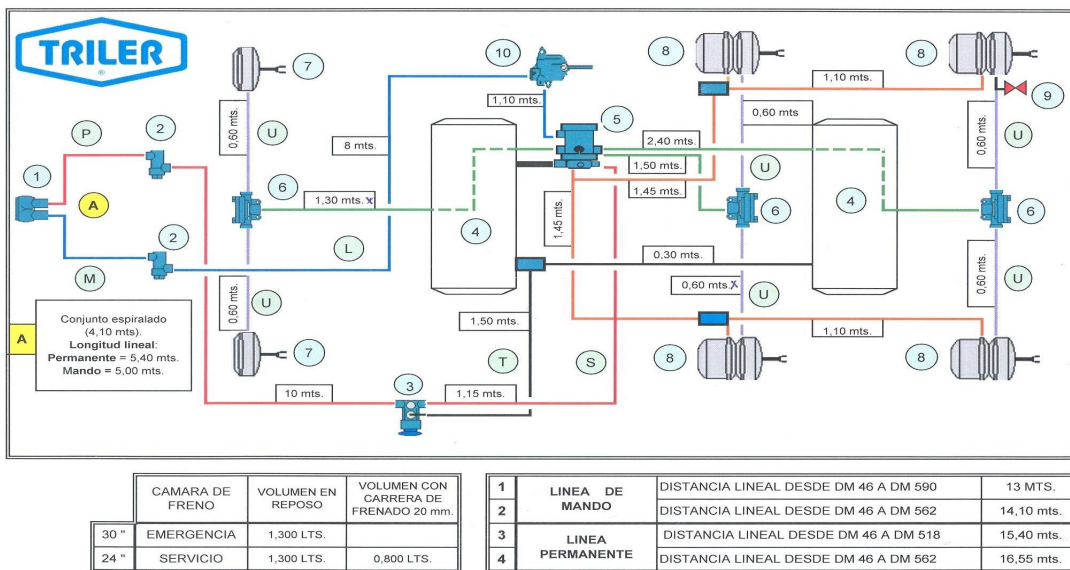 TRILER
®
P
2
1
A
M
2
L
7
0,60 mts.
U
6
1,30 mts. x
0,60 mts.
U
7
8 mts.
10
1,10 mts.
5
4
2,40 mts.
1,50 mts.
1,45 mts.
1,45 mts.
8
0,60 mts.
U
6
0,60 mts. x
U
8
1,10 mts.
8
9
0,60 mts.
U
4
6
0,60 mts.
U
0,30 mts.
1,10 mts.
8
1,50 mts.
T
S
10 mts.
3
1,15 mts.
A
Conjunto espiralado
(4,10 mts).
Longitud lineal:
Permanente = 5,40 mts.
Mando = 5,00 mts.
CAMARA DE FRENO
VOLUMEN EN REPOSO
VOLUMEN CON CARRERA DE FRENADO 20 mm.
30 " EMERGENCIA 1,300 LTS.
24 " SERVICIO 1,300 LTS. 0,800 LTS.
LINEA DE MANDO
1 DISTANCIA LINEAL DESDE DM 46 A DM 590 13 MTS.
2 DISTANCIA LINEAL DESDE DM 46 A DM 562 14,10 mts.
LINEA PERMANENTE
3 DISTANCIA LINEAL DESDE DM 46 A DM 518 15,40 mts.
4 DISTANCIA LINEAL DESDE DM 46 A DM 562 16,55 mts.